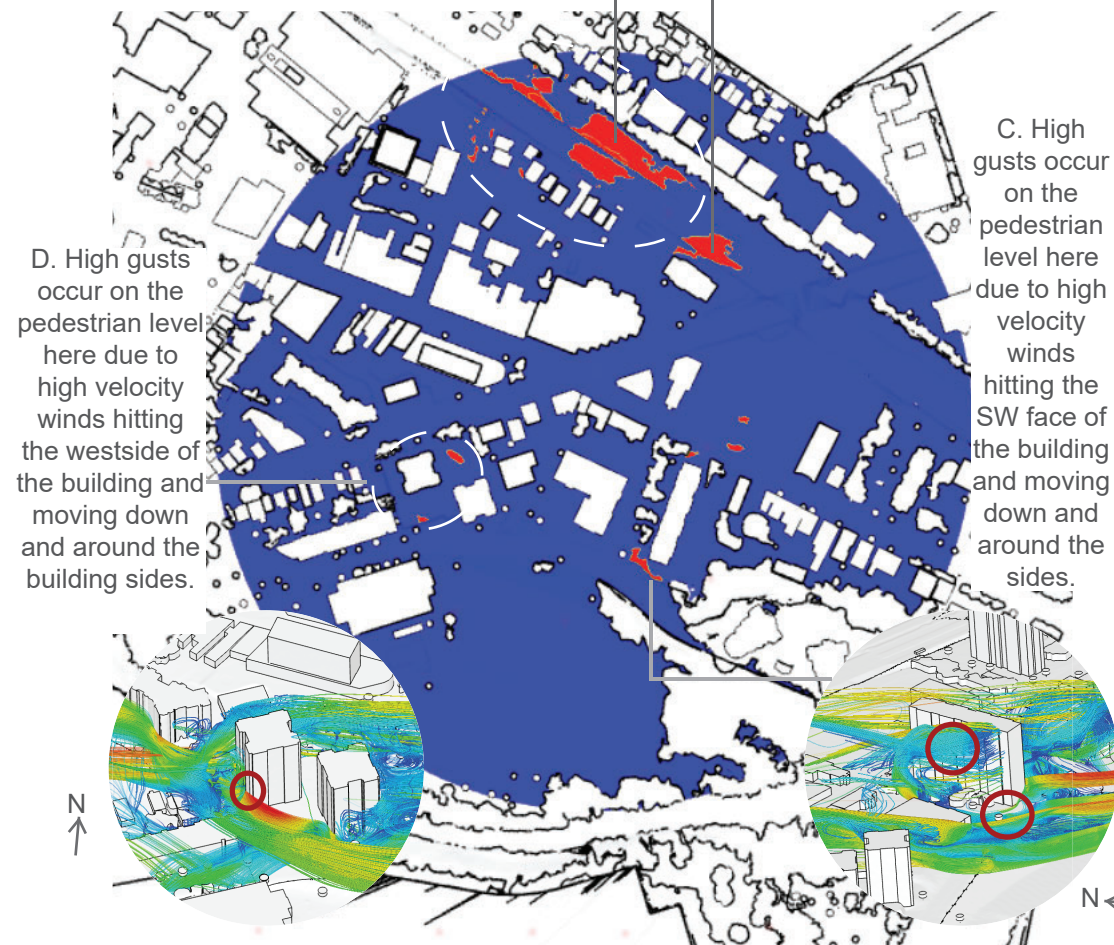 C. High
gusts occur
on the
pedestrian
level here
due to high
velocity
winds
hitting the
SW face of
the building
and moving
down and
around the
sides.
D. High gusts
occur on the
pedestrian level
here due to
high velocity
winds hitting
the westside of
the building and
moving down
and around the
building sides.
N
N